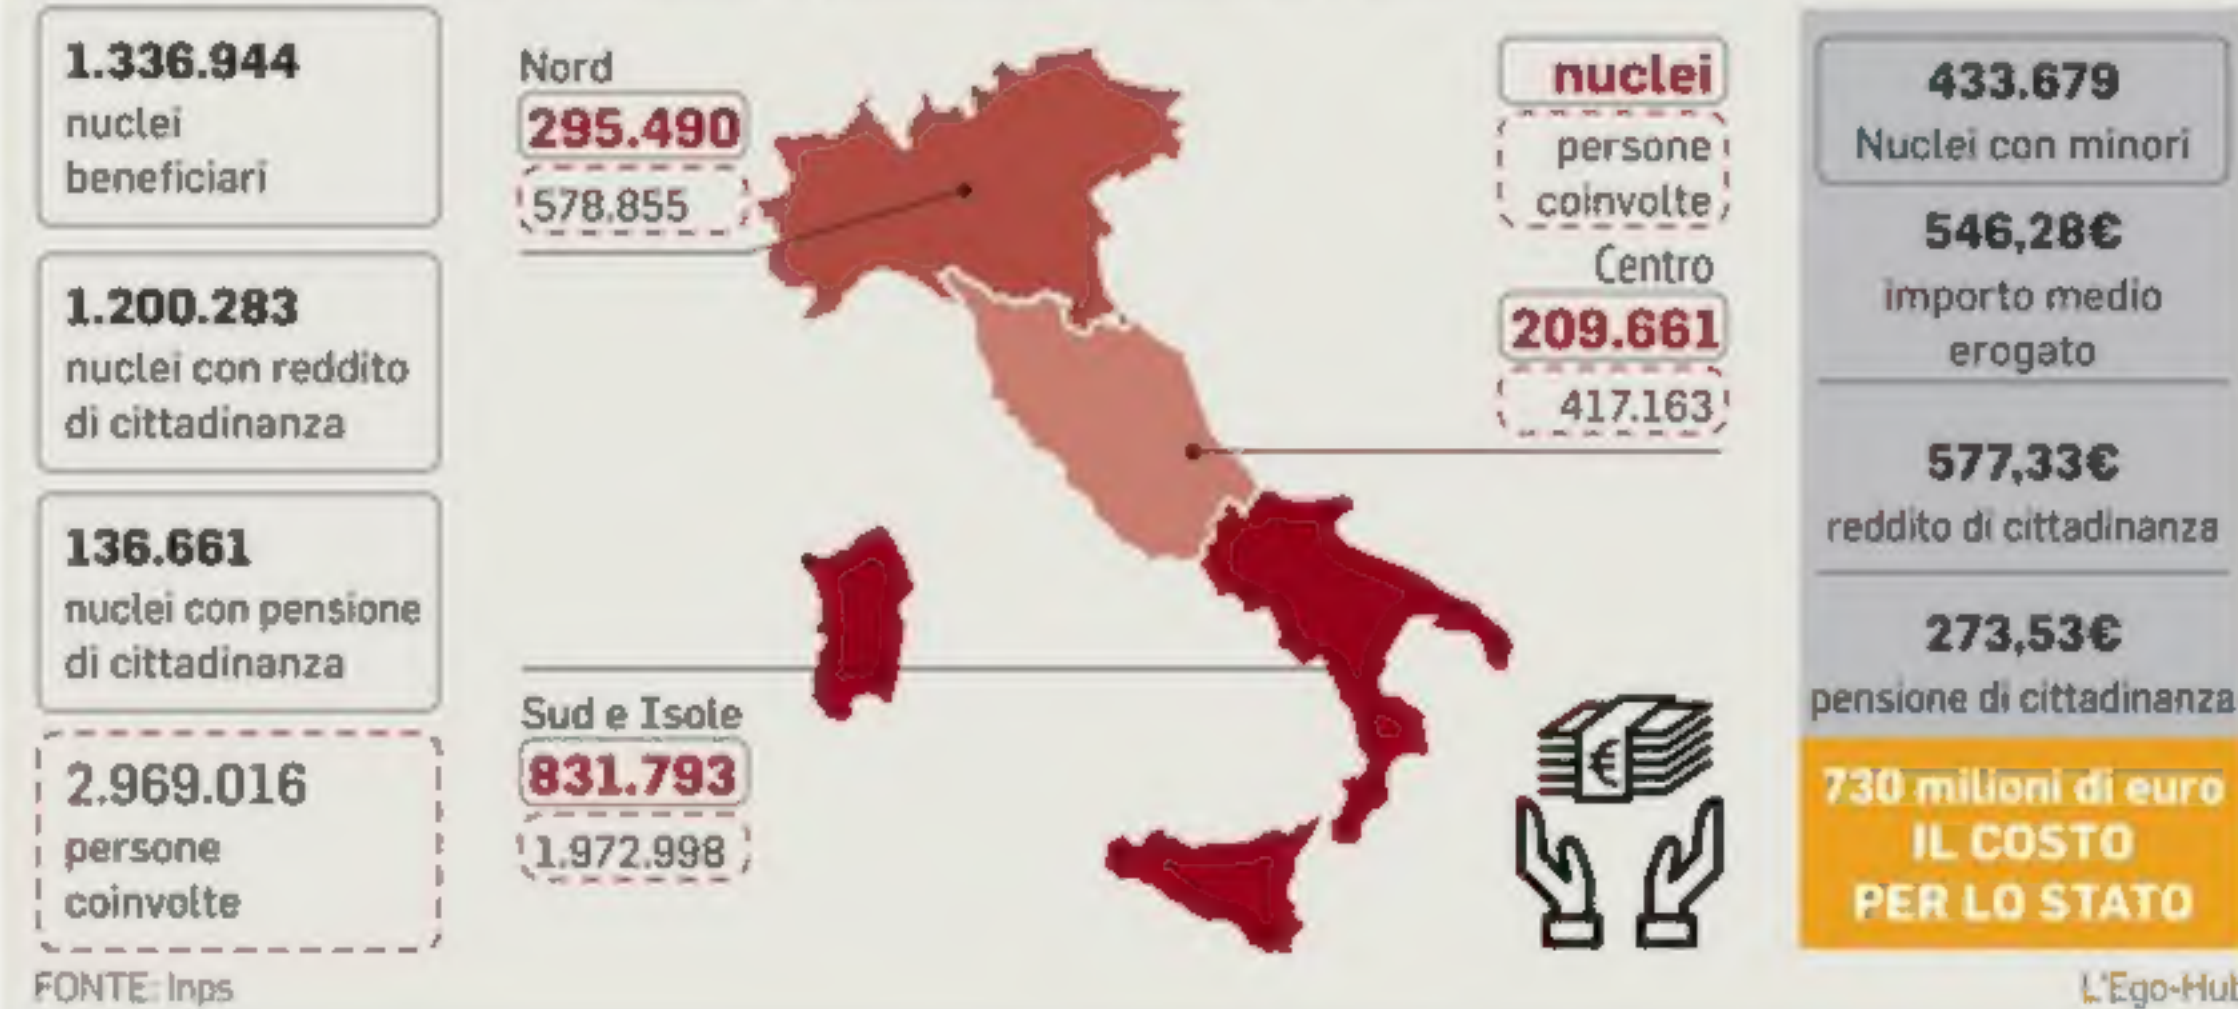 1.336.944
nuclei
beneficiari
1.200.283
nuclei con reddito
di cittadinanza
136.661
nuclei con pensione
di cittadinanza
2.969.016
persone
coinvolte
FONTE: Inps
Nord
295.490
578.855
Sud e Isole
831.793
1.972.998
nuclei
persone
coinvolte
Centro
209.661
417.163
€
433.679
Nuclei con minori
546,28€
importo medio
erogato
577,33€
reddito di cittadinanza
273,53€
pensione di cittadinanza
730 milioni di euro
IL COSTO
PER LO STATO
L'Ego-Hub